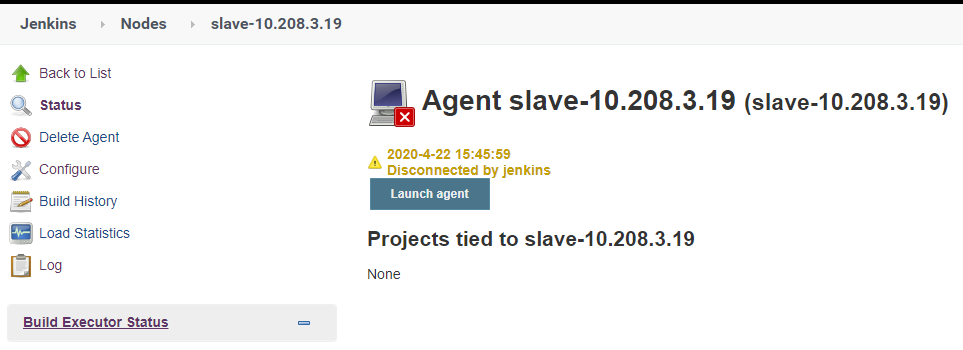 Jenkins Nodes slave-10.208.3.19
Back to List
Status
Delete Agent
Configure
Build History
Load Statistics
Log
Build Executor Status
Agent slave-10.208.3.19 (slave-10.208.3.19)
2020-4-22 15:45:59
Disconnected by jenkins
Launch agent
Projects tied to slave-10.208.3.19
None